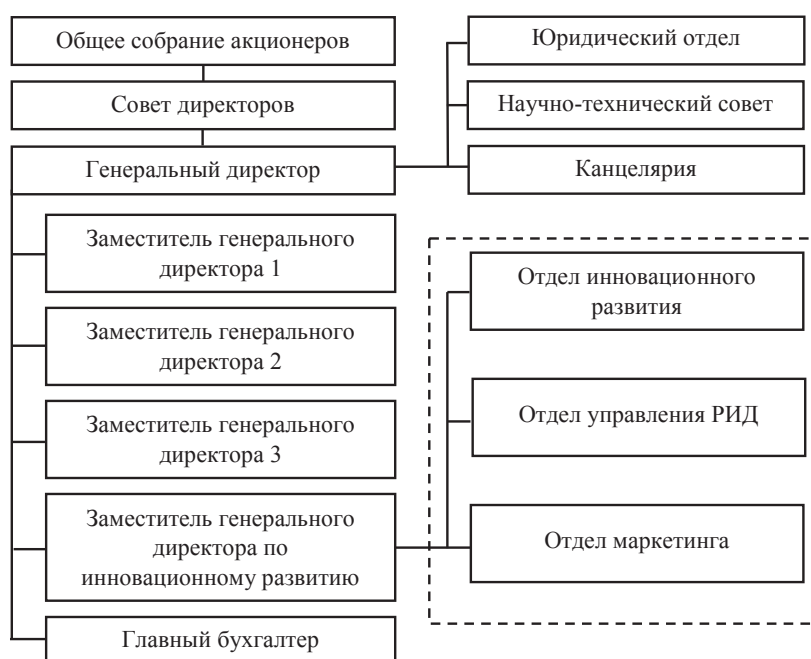 Общее собрание акционеров
Совет директоров
Генеральный директор
Юридический отдел
Научно-технический совет
Канцелярия
Заместитель генерального
директора 1
Заместитель генерального
директора 2
Заместитель генерального
директора 3
Заместитель генерального
директора по
инновационному развитию
Главный бухгалтер
Отдел инновационного
развития
Отдел управления РИД
Отдел маркетинга